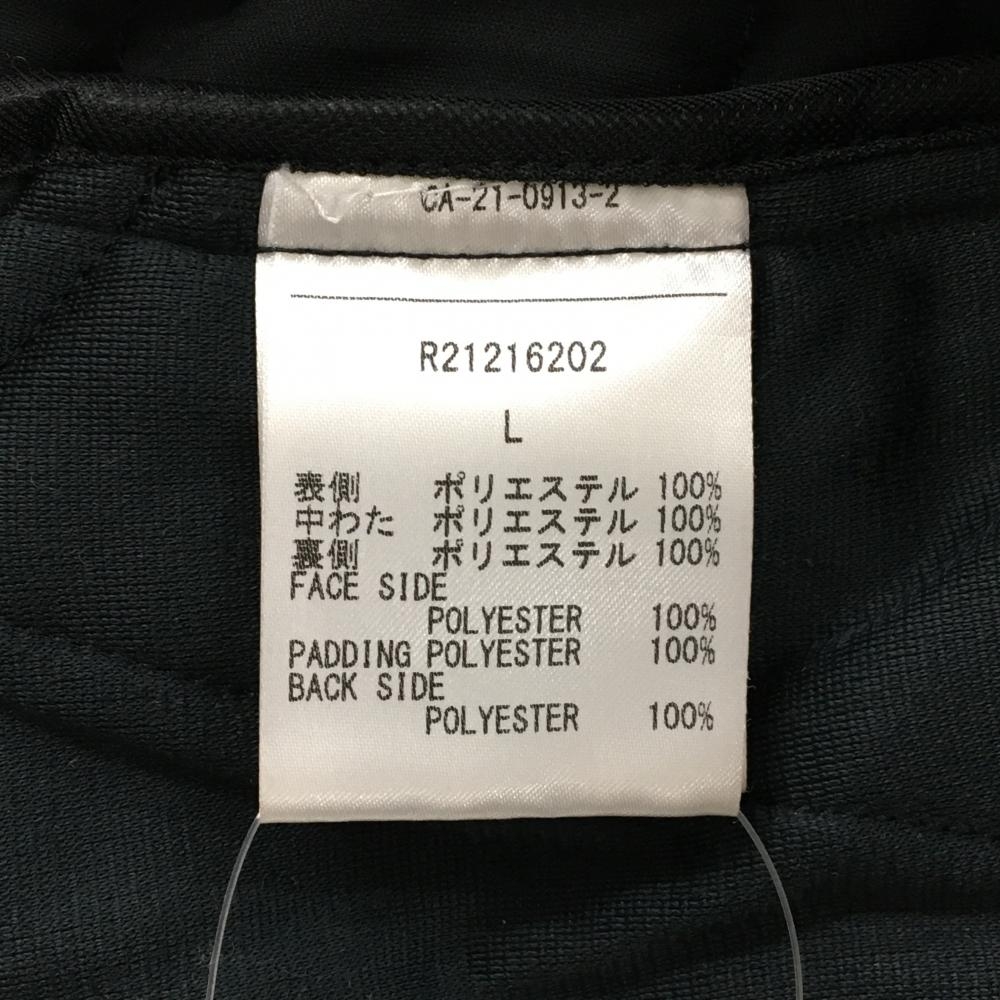 CA-21-0913-2
R21216202
L
表側 ポリエステル 100%
中わた ポリエステル 100%
裏側 ポリエステル 100%
FACE SIDE
POLYESTER 100%
PADDING POLYESTER 100%
BACK SIDE
POLYESTER 100%